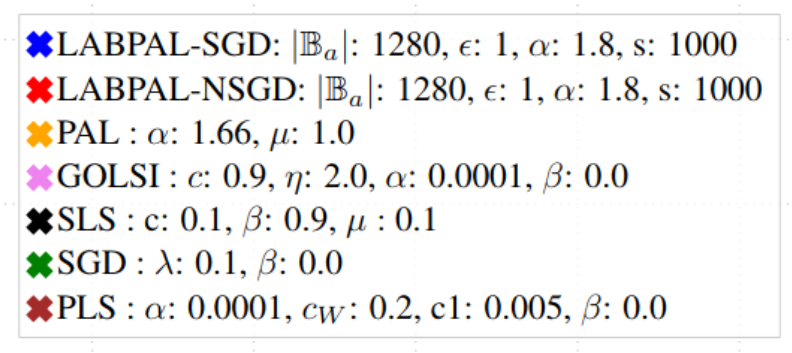 LABPAL-SGD: |𝔹ₐ|: 1280, ϵ: 1, α: 1.8, s: 1000
LABPAL-NSGD: |𝔹ₐ|: 1280, ϵ: 1, α: 1.8, s: 1000
PAL : α: 1.66, μ: 1.0
GOLSI : c: 0.9, η: 2.0, α: 0.0001, β: 0.0
SLS : c: 0.1, β: 0.9, μ : 0.1
SGD : λ: 0.1, β: 0.0
PLS : α: 0.0001, c_W: 0.2, c1: 0.005, β: 0.0